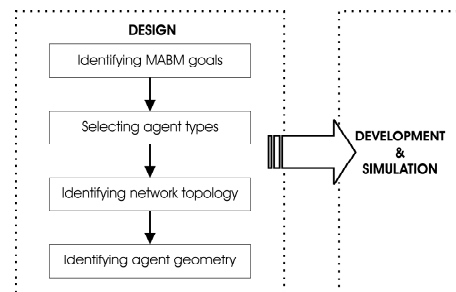 DESIGN
Identifying MABM goals
Selecting agent types
Identifying network topology
Identifying agent geometry
DEVELOPMENT
&
SIMULATION